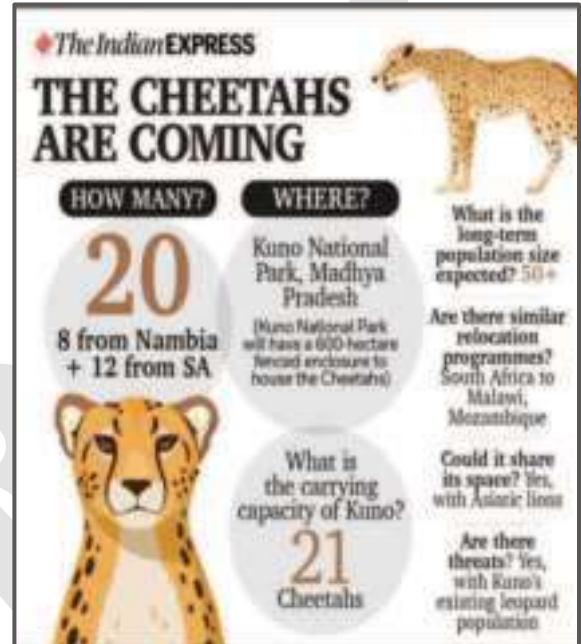 The Indian EXPRESS
THE CHEETAHS
ARE COMING
HOW MANY?
20
8 from Nambia
+ 12 from SA
WHERE?
Kuno National
Park, Madhya
Pradesh
(Kuno National Park
will have a 600-hectare
fenced enclosure to
house the Cheetahs)
What is
the carrying
capacity of Kuno?
21
Cheetahs
What is the
long-term
population size
expected? 50+
Are there similar
relocation
programmes?
South Africa to
Malawi,
Mozambique
Could it share
its space? Yes,
with Asiatic lions
Are there
threats? Yes,
with Kuno's
existing leopard
population